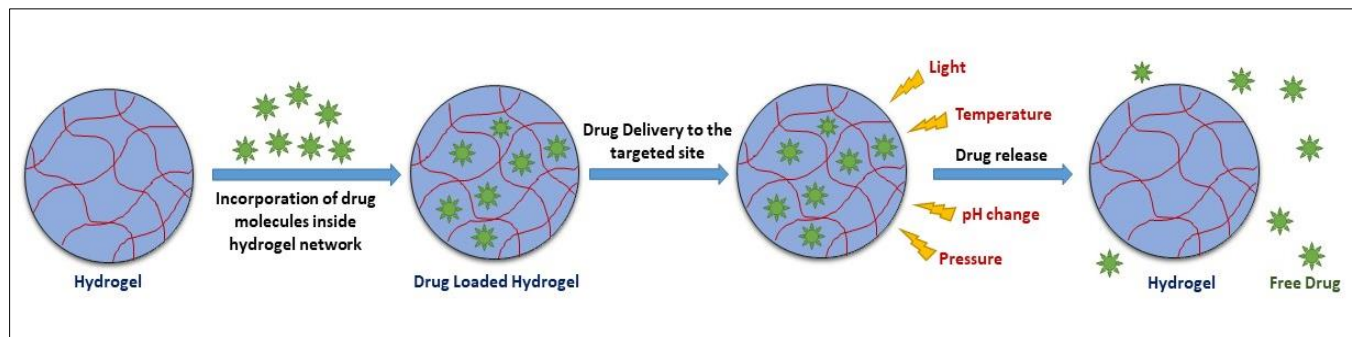 Hydrogel
Incorporation of drug
molecules inside
hydrogel network
Drug Loaded Hydrogel
Drug Delivery to the
targeted site
Light
Temperature
pH change
Pressure
Drug release
Hydrogel
Free Drug